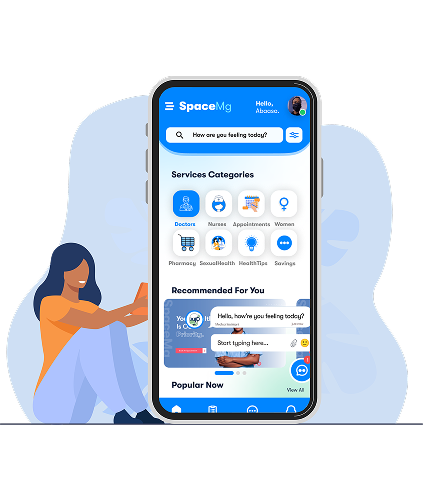 SpaceMg
Hello,
Abaasa.
How are you feeling today?
Services Categories
Doctors
Nurses
Appointments
Women
Pharmacy
SexualHealth
HealthTips
Savings
Recommended For You
Hello, how're you feeling today?
Start typing here...
Popular Now
View All